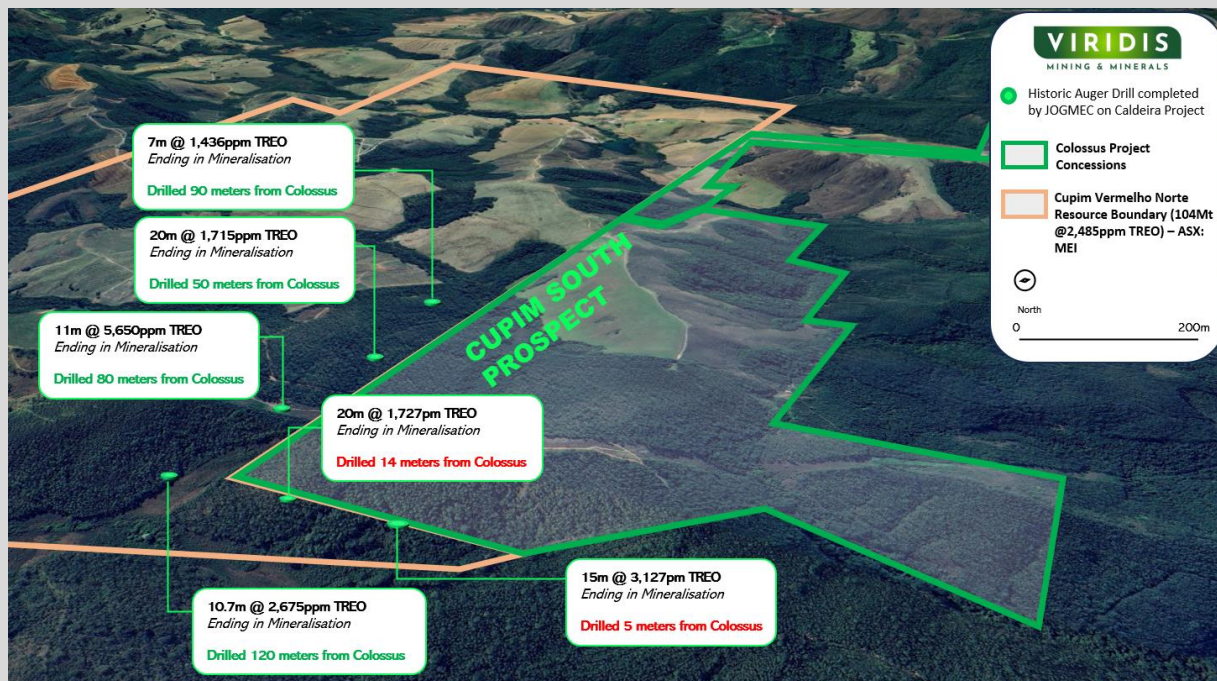 VIRIDIS
MINING & MINERALS
Historic Auger Drill completed
by JOGMEC on Caldeira Project
Colossus Project
Concessions
Cupim Vermelho Norte
Resource Boundary (104Mt
@2,485ppm TREO) – ASX:
MEI
North
0 200m
7m @ 1,436ppm TREO
Ending in Mineralisation
Drilled 90 meters from Colossus
20m @ 1,715ppm TREO
Ending in Mineralisation
Drilled 50 meters from Colossus
11m @ 5,650ppm TREO
Ending in Mineralisation
Drilled 80 meters from Colossus
CUPIM SOUTH
PROSPECT
20m @ 1,727pm TREO
Ending in Mineralisation
Drilled 14 meters from Colossus
15m @ 3,127pm TREO
Ending in Mineralisation
Drilled 5 meters from Colossus
10.7m @ 2,675ppm TREO
Ending in Mineralisation
Drilled 120 meters from Colossus